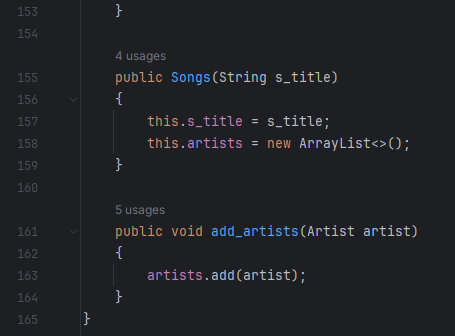 153 }
154
4 usages
155 public Songs(String s_title)
156 {
157 this.s_title = s_title;
158 this.artists = new ArrayList<>();
159 }
160
5 usages
161 public void add_artists(Artist artist)
162 {
163 artists.add(artist);
164 }
165 }